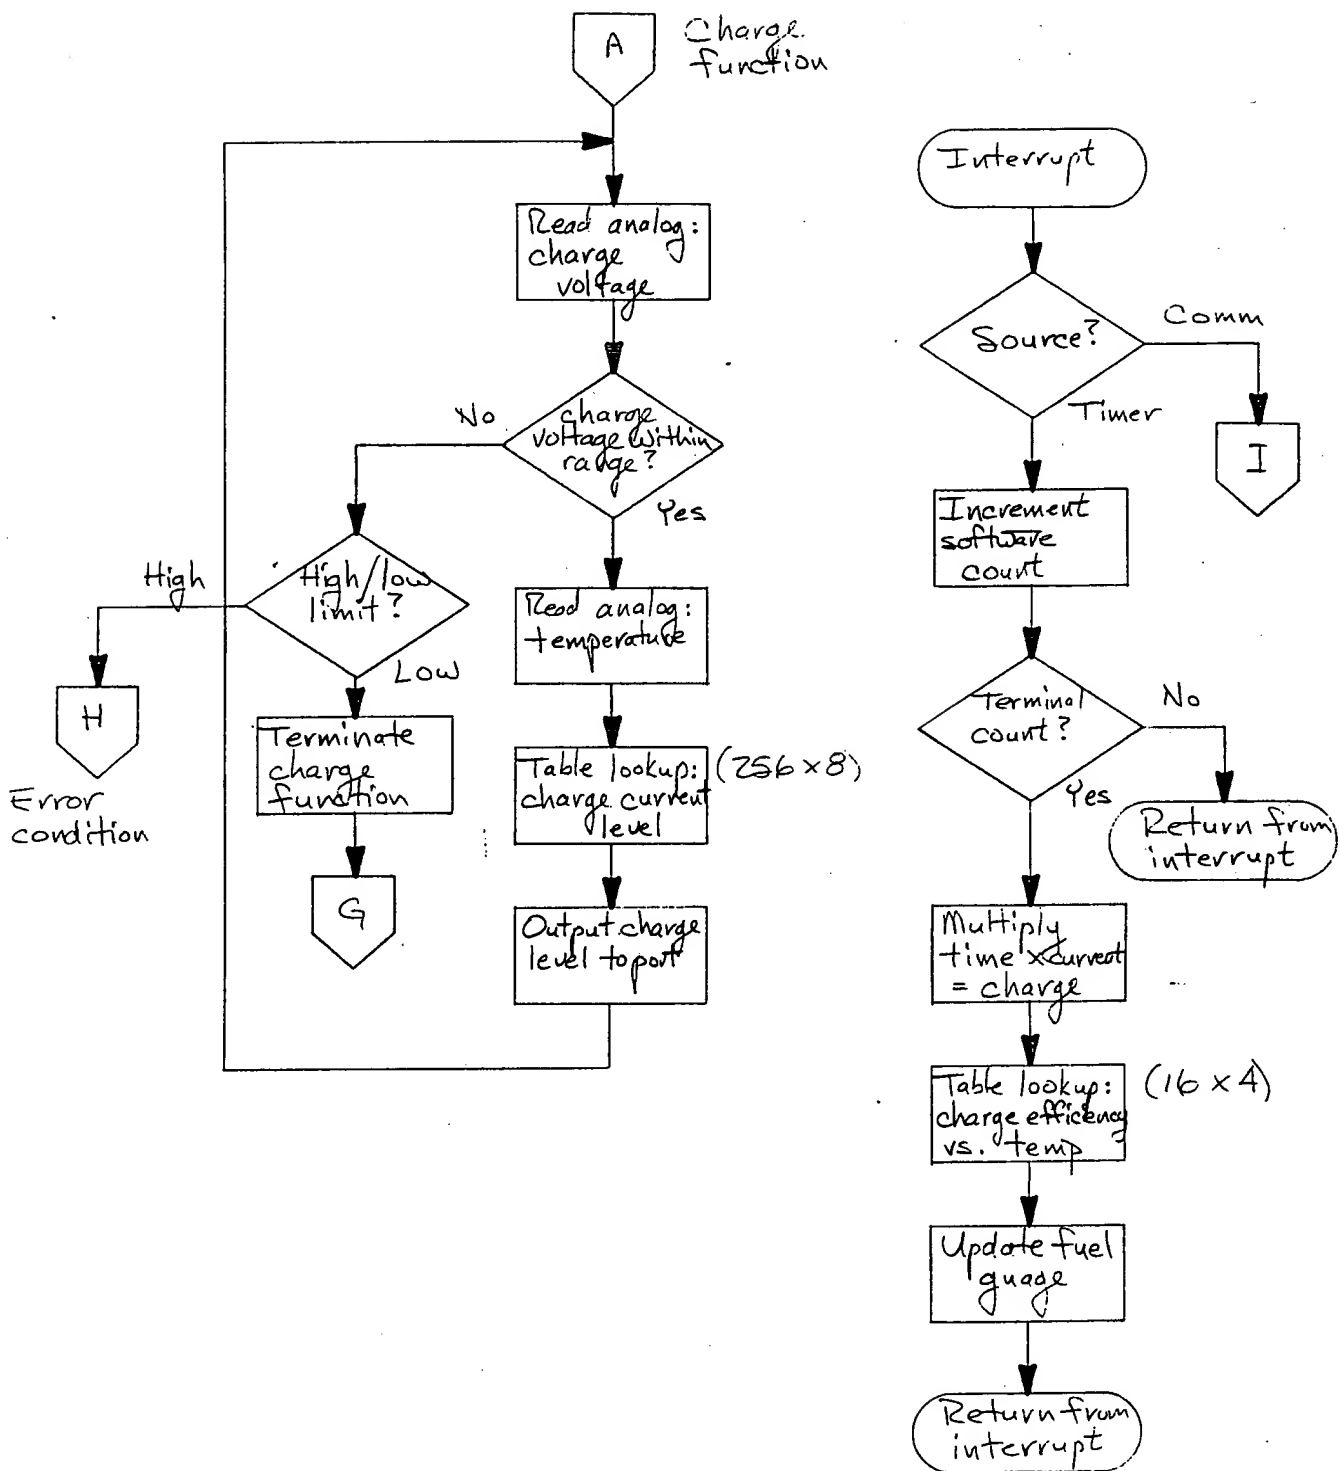 A
Charge
function
Read analog:
charge
voltage
charge
voltage within
range?
No
Yes
High/low
limit?
High
Low
H
Error
condition
Terminate
charge
function
G
Read analog:
temperature
Table lookup:
charge current
level
(256 x 8)
Output charge
level to port
Interrupt
Source?
Comm
I
Timer
Increment
software
count
Terminal
count?
No
Return from
interrupt
Yes
Multiply
time x current
= charge
Table lookup:
charge efficiency
vs. temp
(16 x 4)
Update fuel
guage
Return from
interrupt